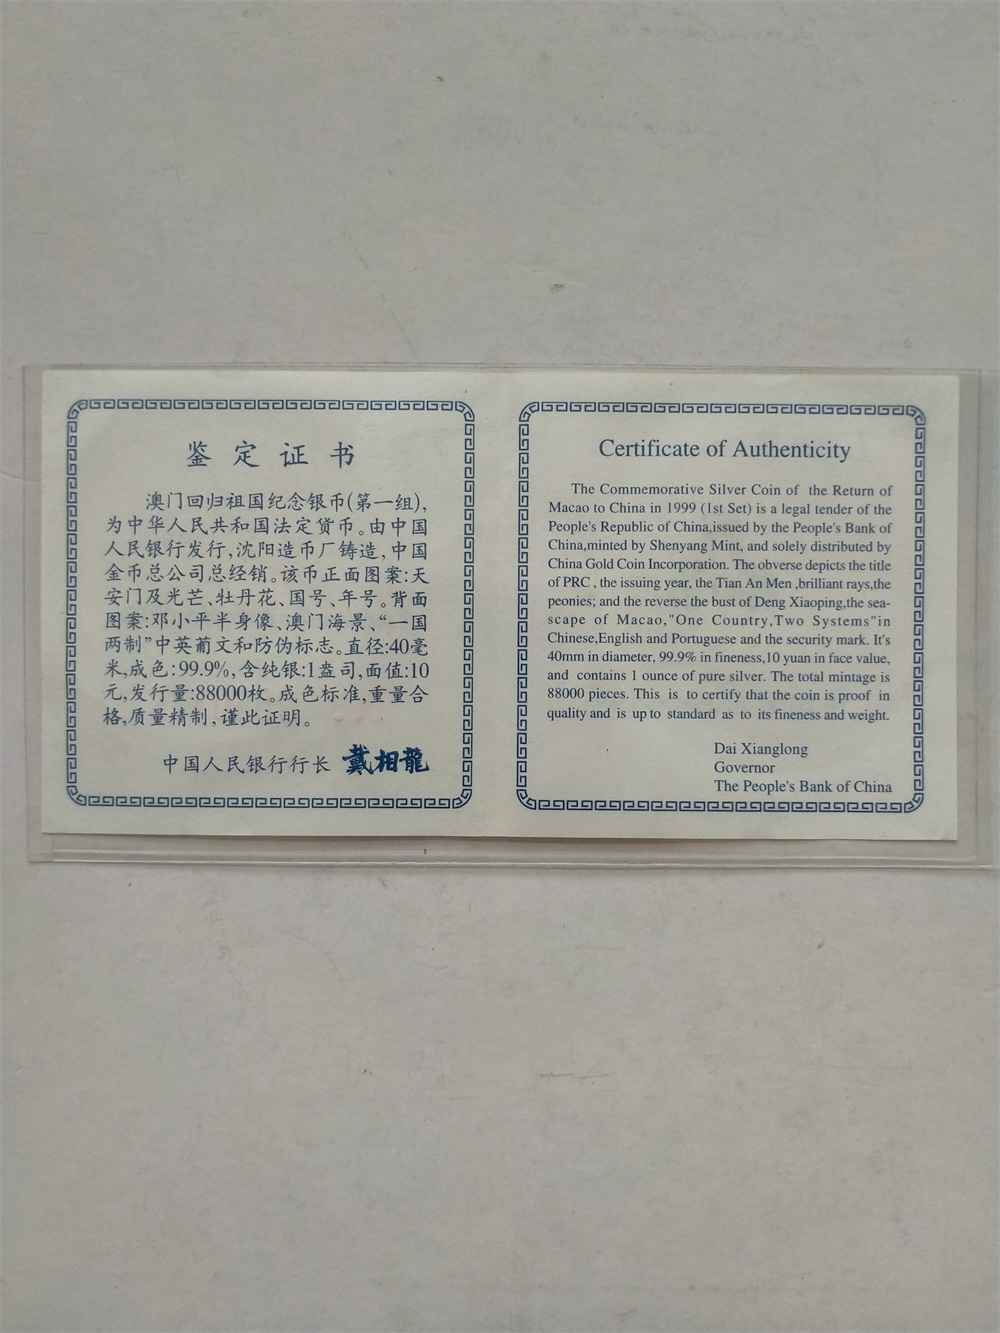 鉴定证书
澳门回归祖国纪念银币(第一组),
为中华人民共和国法定货币。由中国
人民银行发行,沈阳造币厂铸造,中国
金币总公司总经销。该币正面图案:天
安门及光芒、牡丹花、国号、年号。背面
图案:邓小平半身像、澳门海景、“一国
两制”中英葡文和防伪标志。直径:40毫
米,成色:99.9%,含纯银:1盎司,面值:10
元,发行量:88000枚。成色标准,重量合
格,质量精制,谨此证明。
中国人民银行行长 戴相龍
Certificate of Authenticity
The Commemorative Silver Coin of the Return of
Macao to China in 1999 (1st Set) is a legal tender of the
People's Republic of China,issued by the People's Bank of
China,minted by Shenyang Mint, and solely distributed by
China Gold Coin Incorporation. The obverse depicts the title
of PRC , the issuing year, the Tian An Men ,brilliant rays,the
peonies; and the reverse the bust of Deng Xiaoping,the sea-
scape of Macao,"One Country,Two Systems"in
Chinese,English and Portuguese and the security mark. It's
40mm in diameter, 99.9% in fineness,10 yuan in face value,
and contains 1 ounce of pure silver. The total mintage is
88000 pieces. This is to certify that the coin is proof in
quality and is up to standard as to its fineness and weight.
Dai Xianglong
Governor
The People's Bank of China